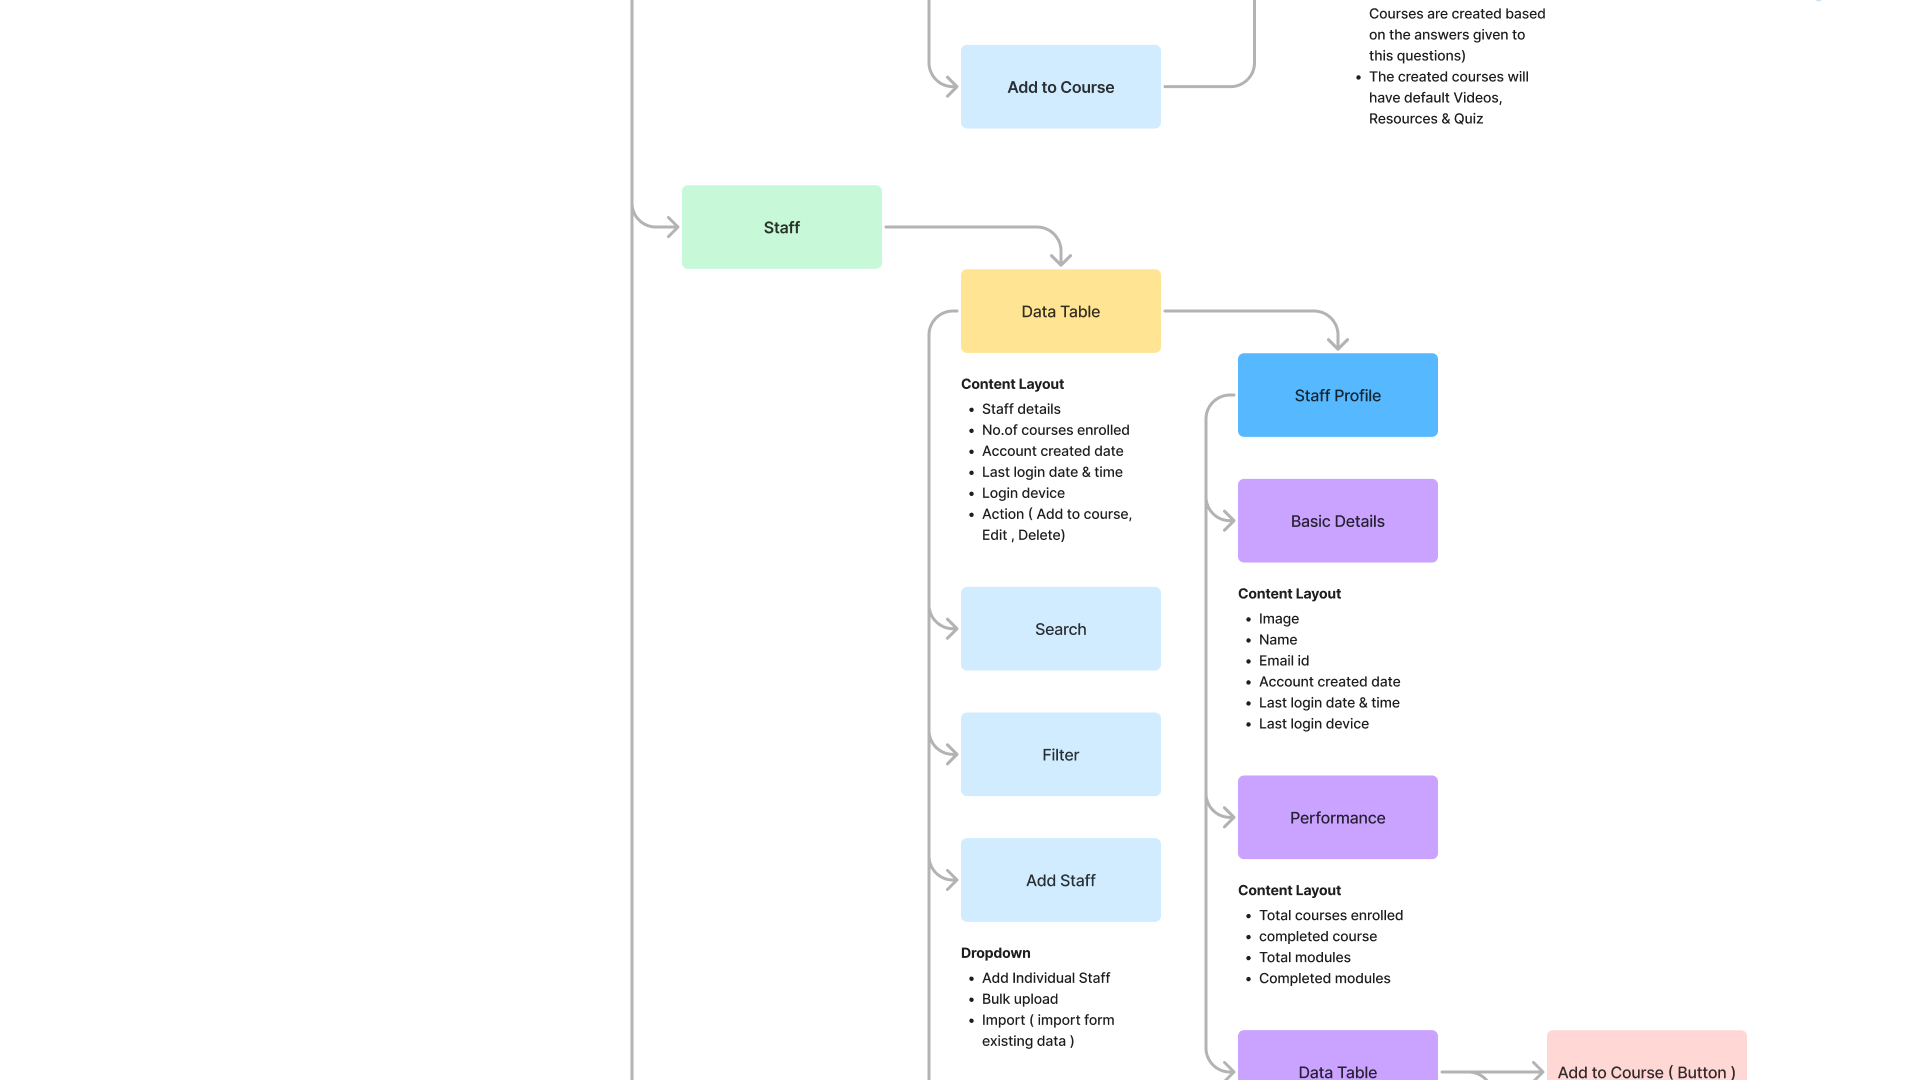 Courses are created based
on the answers given to
this questions)
• The created courses will
have default Videos,
Resources & Quiz
Add to Course
Staff
Data Table
Content Layout
• Staff details
• No.of courses enrolled
• Account created date
• Last login date & time
• Login device
• Action ( Add to course,
Edit , Delete)
Search
Filter
Add Staff
Dropdown
• Add Individual Staff
• Bulk upload
• Import ( import form
existing data )
Staff Profile
Basic Details
Content Layout
• Image
• Name
• Email id
• Account created date
• Last login date & time
• Last login device
Performance
Content Layout
• Total courses enrolled
• completed course
• Total modules
• Completed modules
Data Table
Add to Course ( Button )